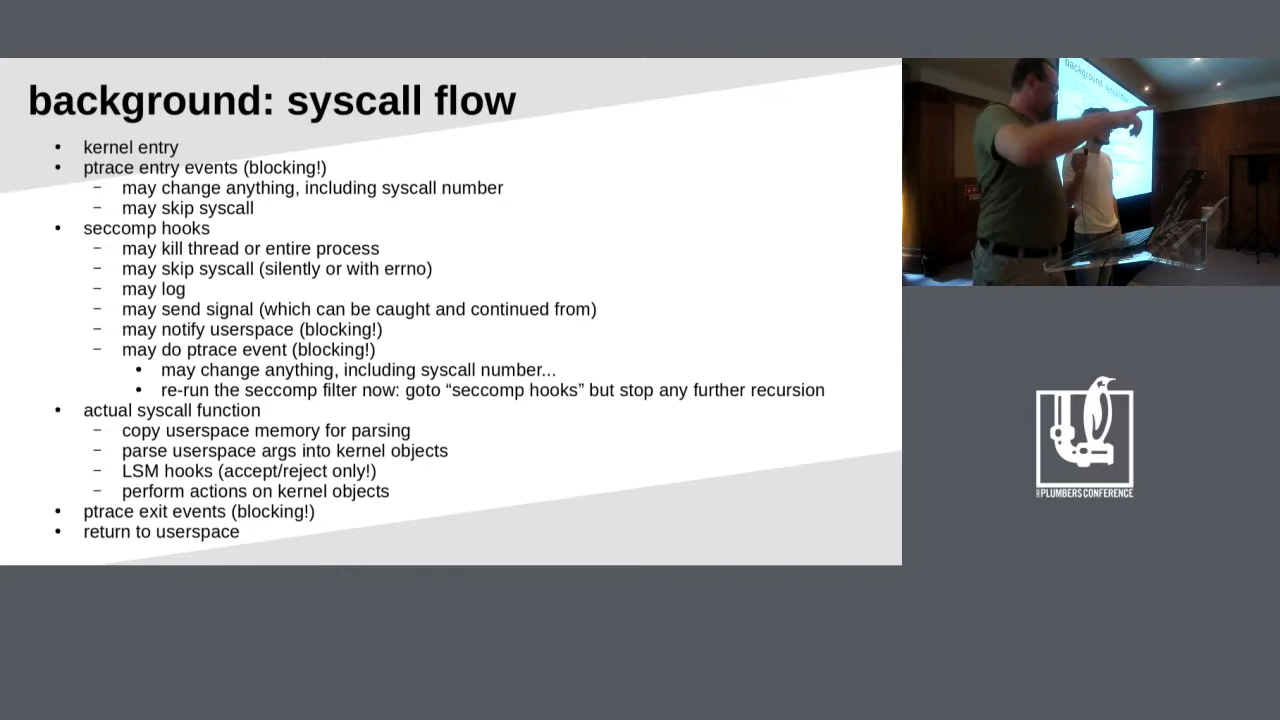 background: syscall flow
• kernel entry
• ptrace entry events (blocking!)
– may change anything, including syscall number
– may skip syscall
• seccomp hooks
– may kill thread or entire process
– may skip syscall (silently or with errno)
– may log
– may send signal (which can be caught and continued from)
– may notify userspace (blocking!)
– may do ptrace event (blocking!)
• may change anything, including syscall number...
• re-run the seccomp filter now: goto “seccomp hooks” but stop any further recursion
• actual syscall function
– copy userspace memory for parsing
– parse userspace args into kernel objects
– LSM hooks (accept/reject only!)
– perform actions on kernel objects
• ptrace exit events (blocking!)
• return to userspace
background: syscall flow
PLUMBERS CONFERENCE